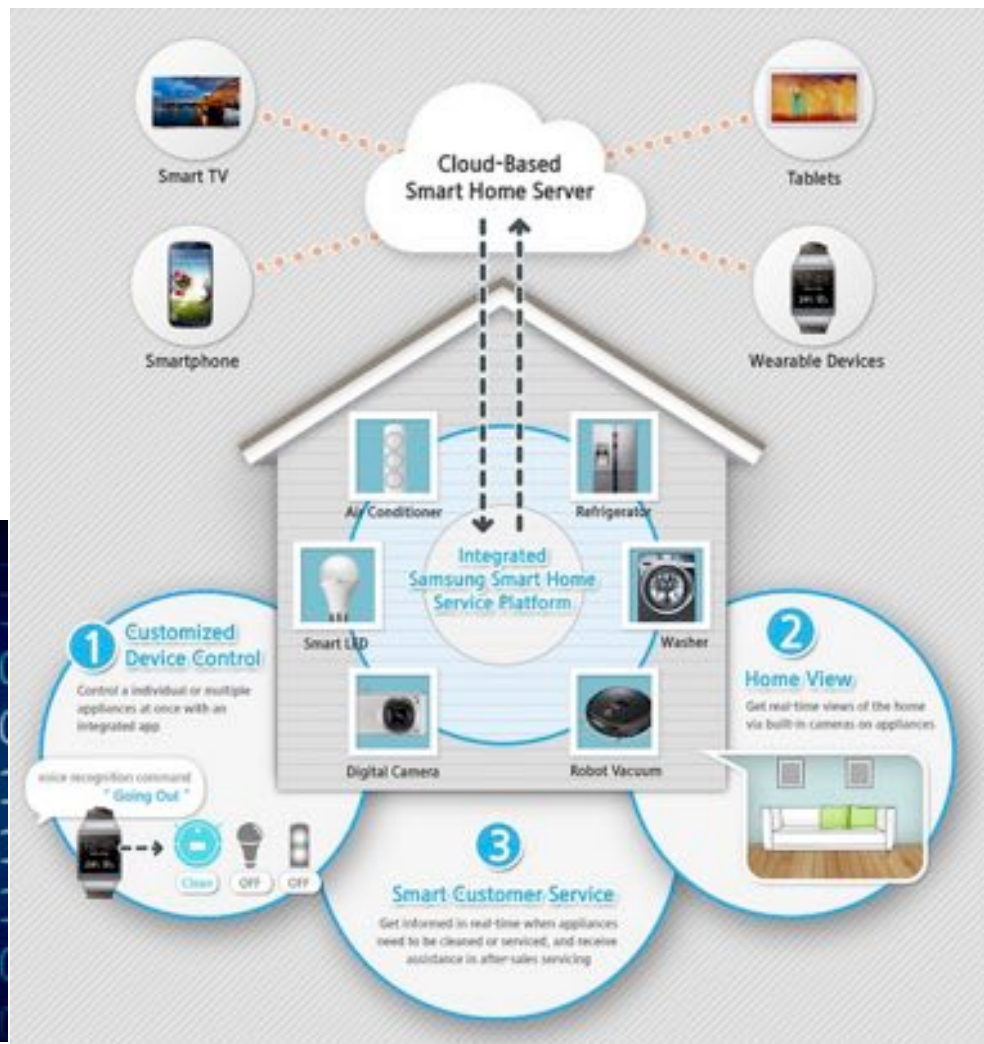 Smart TV
Cloud-Based
Smart Home Server
Tablets
Smartphone
Wearable Devices
Air Conditioner
Refrigerator
Integrated
Samsung Smart Home
Service Platform
Smart LED
Washer
Digital Camera
Robot Vacuum
1
Customized
Device Control
Control a individual or multiple
appliances at once with an
integrated app
voice recognition command
" Going Out "
Clean
OFF
OFF
2
Home View
Get real-time views of the home
via built-in cameras on appliances
3
Smart Customer Service
Get informed in real-time when appliances
need to be cleaned or serviced, and receive
assistance in after-sales servicing